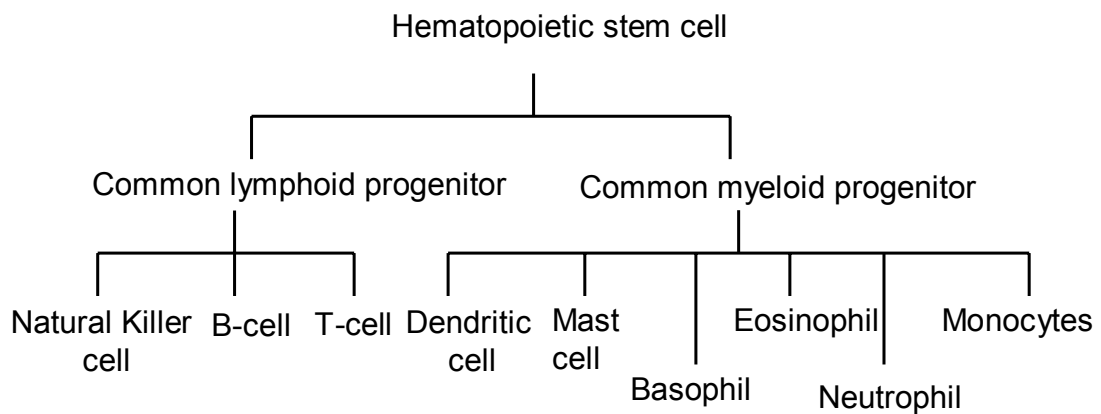 Hematopoietic stem cell
Common lymphoid progenitor
Common myeloid progenitor
Natural Killer
cell
B-cell
T-cell
Dendritic
cell
Mast
cell
Basophil
Eosinophil
Neutrophil
Monocytes